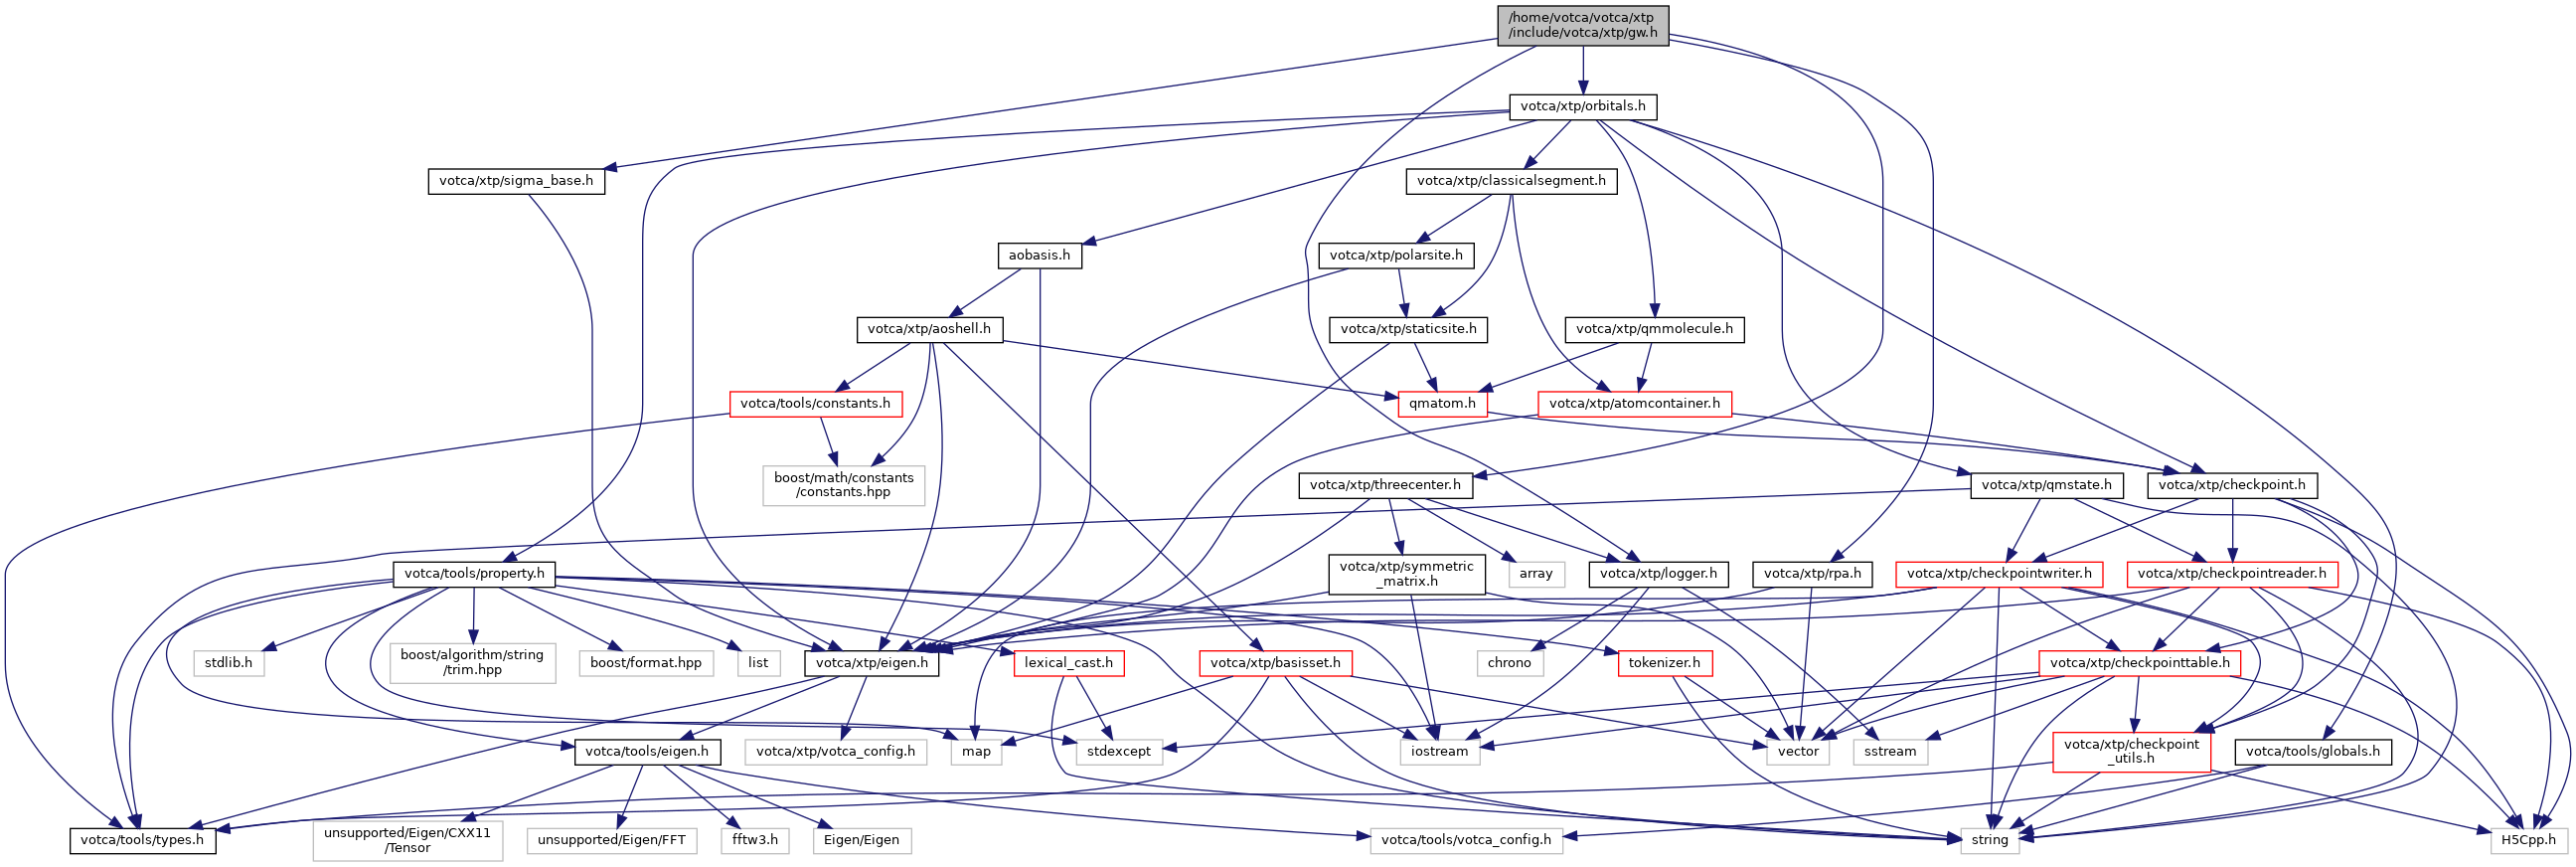 /home/votca/votca/xtp
/include/votca/xtp/gw.h
votca/xtp/orbitals.h
votca/xtp/sigma_base.h
votca/xtp/classicalsegment.h
aobasis.h
votca/xtp/polarsite.h
votca/xtp/aoshell.h
votca/xtp/staticsite.h
votca/xtp/qmmolecule.h
votca/tools/constants.h
qmatom.h
votca/xtp/atomcontainer.h
boost/math/constants
/constants.hpp
votca/xtp/threecenter.h
votca/xtp/qmstate.h
votca/xtp/checkpoint.h
votca/tools/property.h
votca/xtp/symmetric
_matrix.h
array
votca/xtp/logger.h
votca/xtp/rpa.h
votca/xtp/checkpointwriter.h
votca/xtp/checkpointreader.h
stdlib.h
boost/algorithm/string
/trim.hpp
boost/format.hpp
list
votca/xtp/eigen.h
lexical_cast.h
votca/xtp/basisset.h
chrono
tokenizer.h
votca/xtp/checkpointtable.h
votca/tools/eigen.h
votca/xtp/votca_config.h
map
stdexcept
iostream
vector
sstream
votca/xtp/checkpoint
_utils.h
votca/tools/globals.h
votca/tools/types.h
unsupported/Eigen/CXX11
/Tensor
unsupported/Eigen/FFT
fftw3.h
Eigen/Eigen
votca/tools/votca_config.h
string
H5Cpp.h